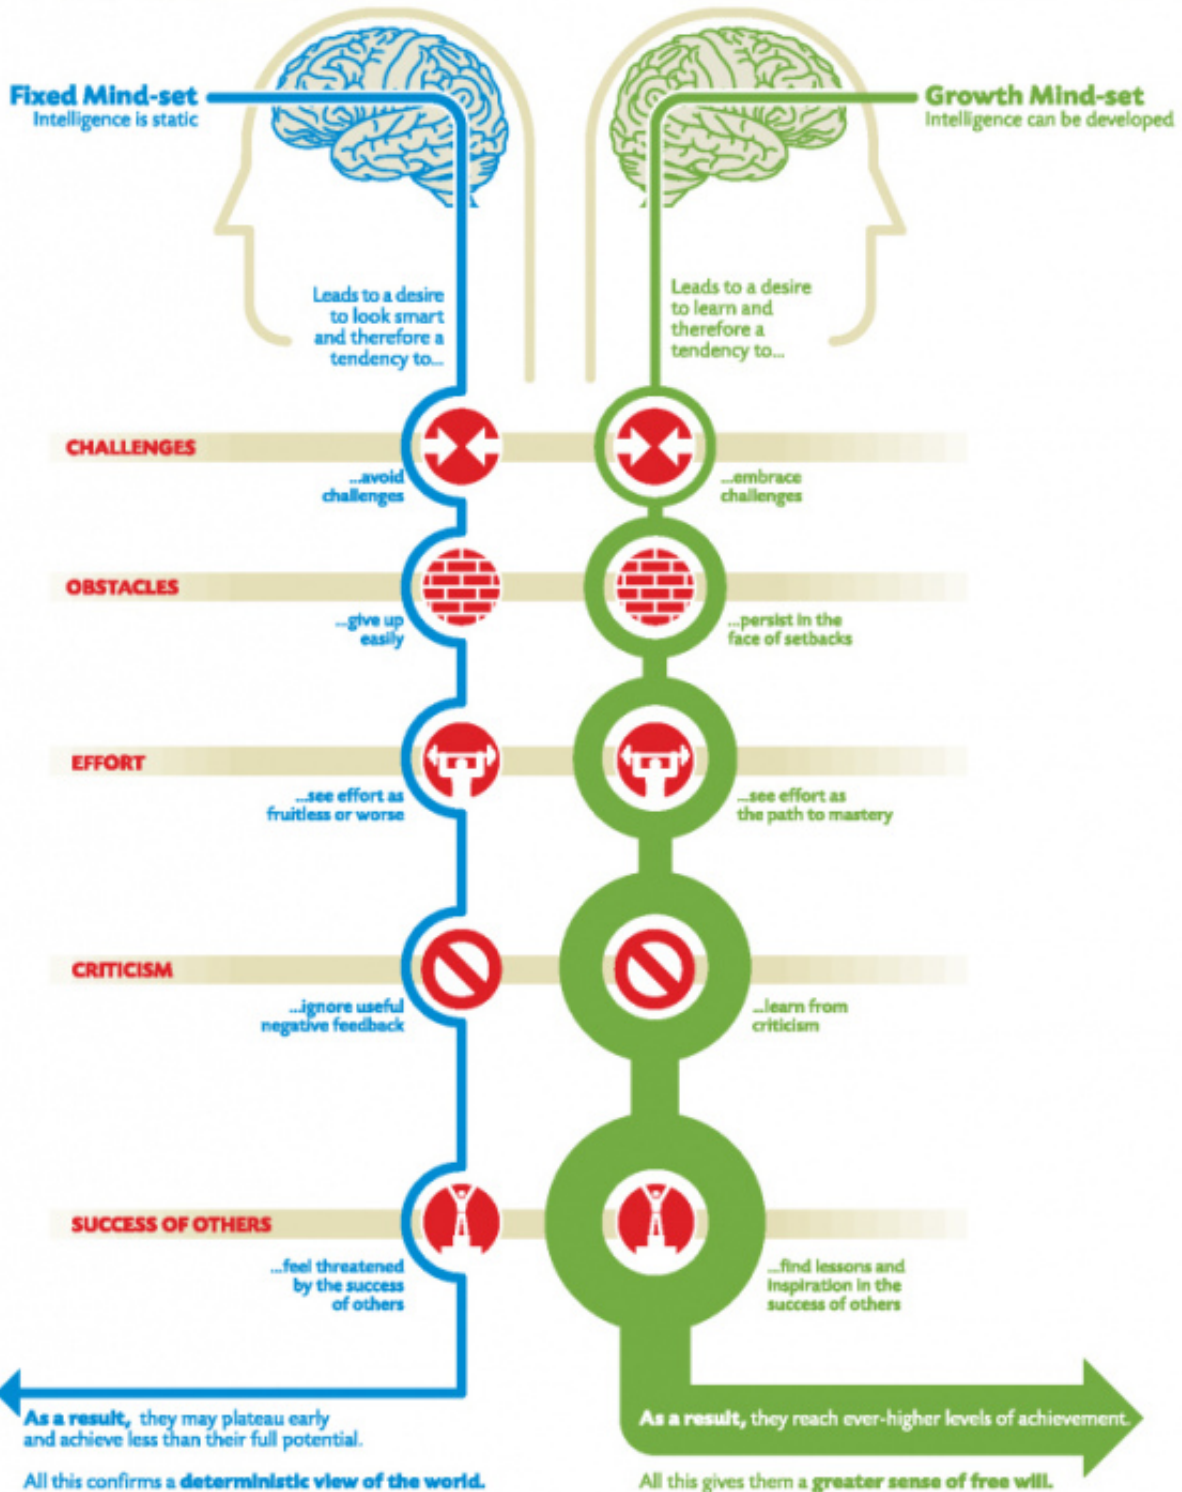 Fixed Mind-set
Intelligence is static
Growth Mind-set
Intelligence can be developed
Leads to a desire
to look smart
and therefore a
tendency to...
Leads to a desire
to learn and
therefore a
tendency to...
CHALLENGES
...avoid
challenges
...embrace
challenges
OBSTACLES
...give up
easily
...persist in the
face of setbacks
EFFORT
...see effort as
fruitless or worse
...see effort as
the path to mastery
CRITICISM
...ignore useful
negative feedback
...learn from
criticism
SUCCESS OF OTHERS
...feel threatened
by the success
of others
...find lessons and
inspiration in the
success of others
As a result, they may plateau early
and achieve less than their full potential.
All this confirms a deterministic view of the world.
As a result, they reach ever-higher levels of achievement.
All this gives them a greater sense of free will.